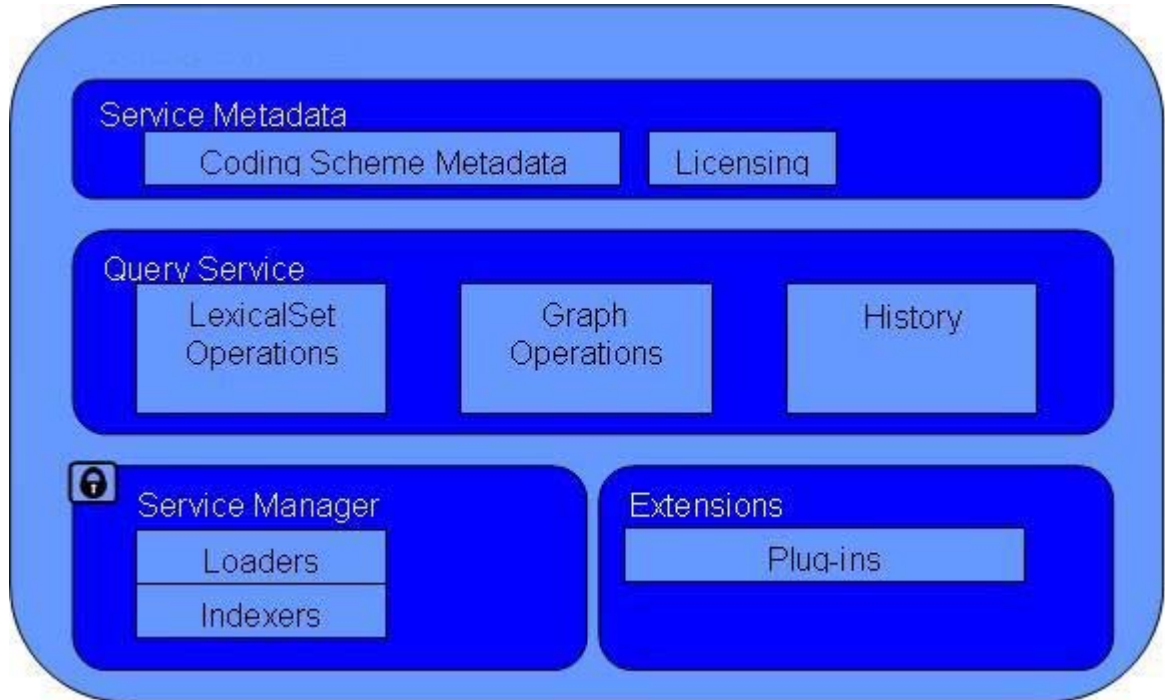 Service Metadata
Coding Scheme Metadata
Licensing
Query Service
LexicalSet
Operations
Graph
Operations
History
Service Manager
Loaders
Indexers
Extensions
Plug-ins